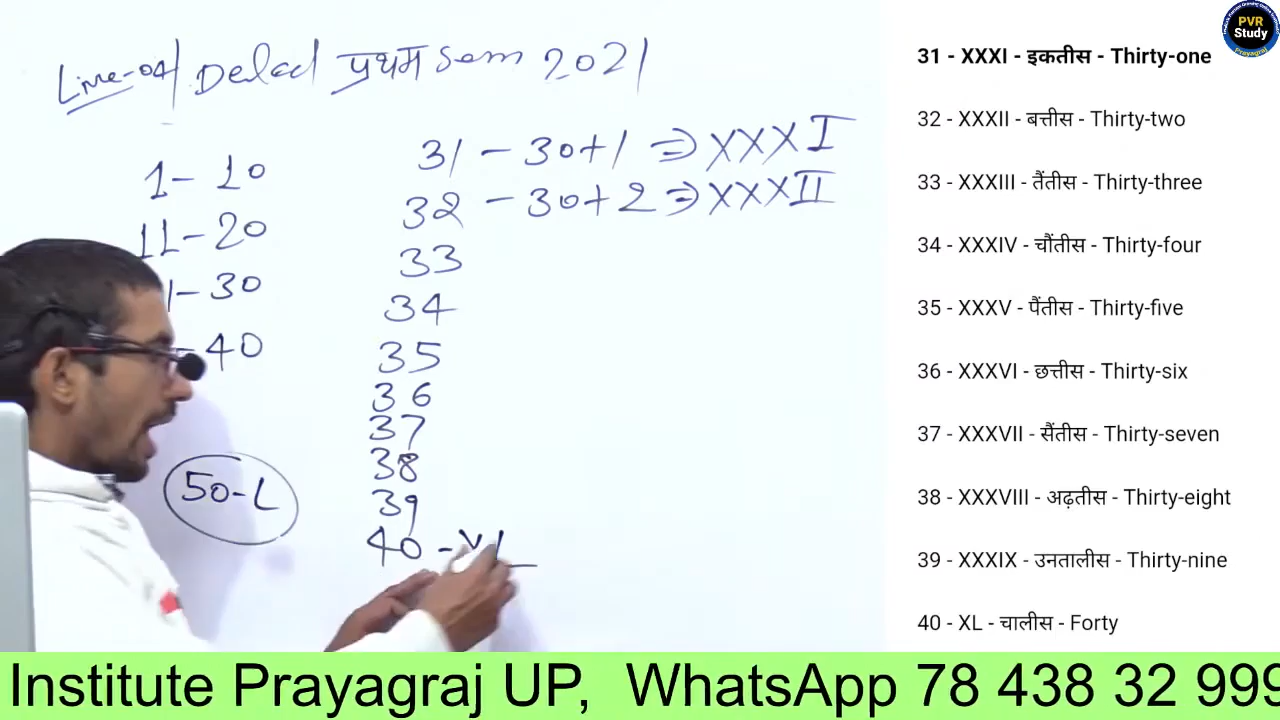 Live-04 Deled प्रथम Sem 2021
1 - 10
11 - 20
- 30
- 40
50 - L
31 - 30 + 1 ⇒ XXXI
32 - 30 + 2 ⇒ XXXII
33
34
35
36
37
38
39
40 - XL
PVR
Study
Prayagraj
31 - XXXI - इकतीस - Thirty-one
32 - XXXII - बत्तीस - Thirty-two
33 - XXXIII - तैंतीस - Thirty-three
34 - XXXIV - चौंतीस - Thirty-four
35 - XXXV - पैंतीस - Thirty-five
36 - XXXVI - छत्तीस - Thirty-six
37 - XXXVII - सैंतीस - Thirty-seven
38 - XXXVIII - अढ़तीस - Thirty-eight
39 - XXXIX - उनतालीस - Thirty-nine
40 - XL - चालीस - Forty
Institute Prayagraj UP, WhatsApp 78 438 32 999